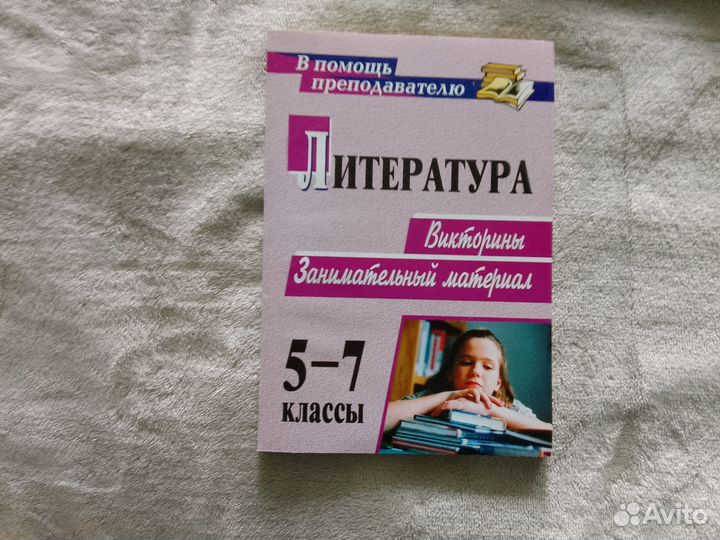 В помощь
преподавателю
Литература
Викторины
Занимательный материал
5–7
классы
Avito